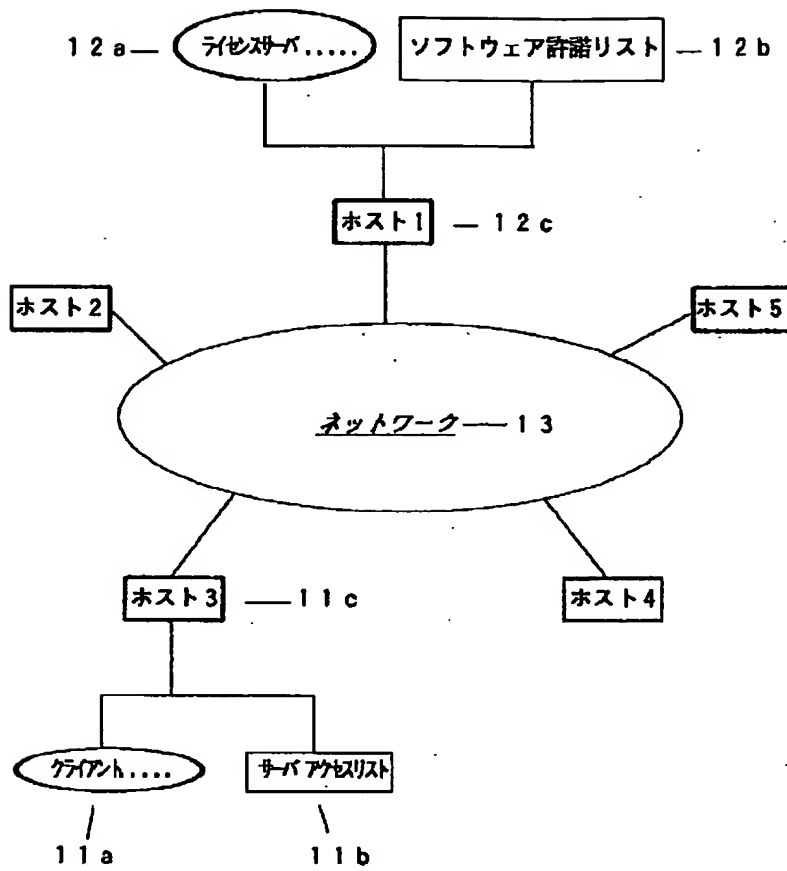 12a ライセンスサーバ..... ソフトウェア許諾リスト 12b
ホスト1 12c
ホスト2 ホスト5
ネットワーク 13
ホスト3 11c ホスト4
クライアント.... サーバ アクセスリスト
11a 11b